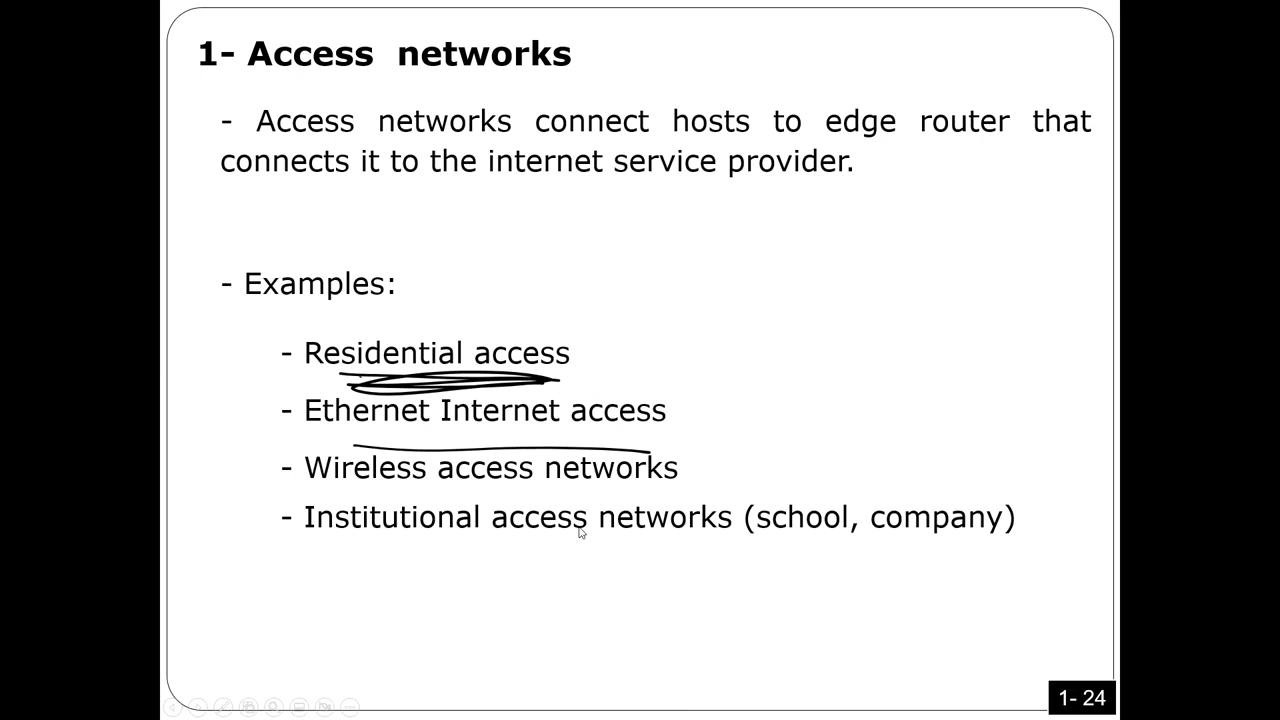 1- Access networks
- Access networks connect hosts to edge router that
connects it to the internet service provider.
- Examples:
- Residential access
- Ethernet Internet access
- Wireless access networks
- Institutional access networks (school, company)
1- 24